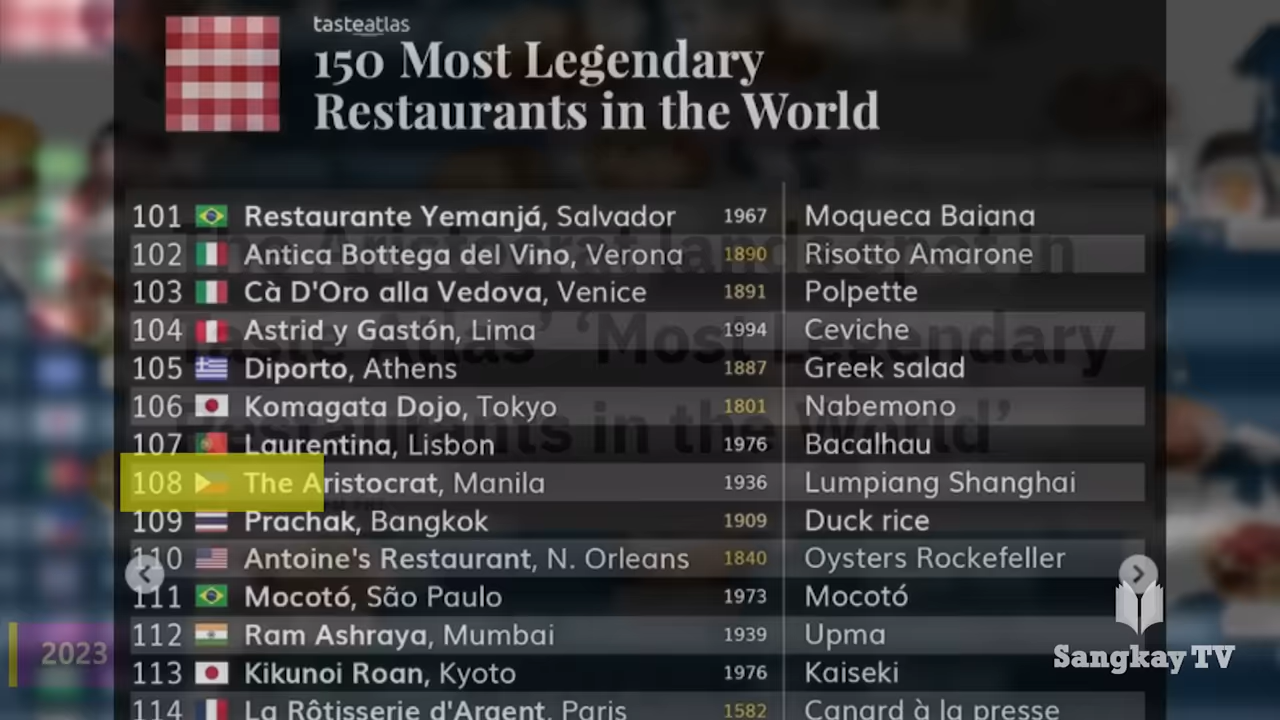 tasteatlas
150 Most Legendary
Restaurants in the World
101 Restaurante Yemanjá, Salvador 1967 Moqueca Baiana
102 Antica Bottega del Vino, Verona 1890 Risotto Amarone
103 Cà D'Oro alla Vedova, Venice 1891 Polpette
104 Astrid y Gastón, Lima 1994 Ceviche
105 Diporto, Athens 1887 Greek salad
106 Komagata Dojo, Tokyo 1801 Nabemono
107 Laurentina, Lisbon 1976 Bacalhau
108 The Aristocrat, Manila 1936 Lumpiang Shanghai
109 Prachak, Bangkok 1909 Duck rice
110 Antoine's Restaurant, N. Orleans 1840 Oysters Rockefeller
111 Mocotó, São Paulo 1973 Mocotó
112 Ram Ashraya, Mumbai 1939 Upma
113 Kikunoi Roan, Kyoto 1976 Kaiseki
114 La Rôtisserie d'Argent, Paris 1582 Canard à la presse
2023
Sangkay TV